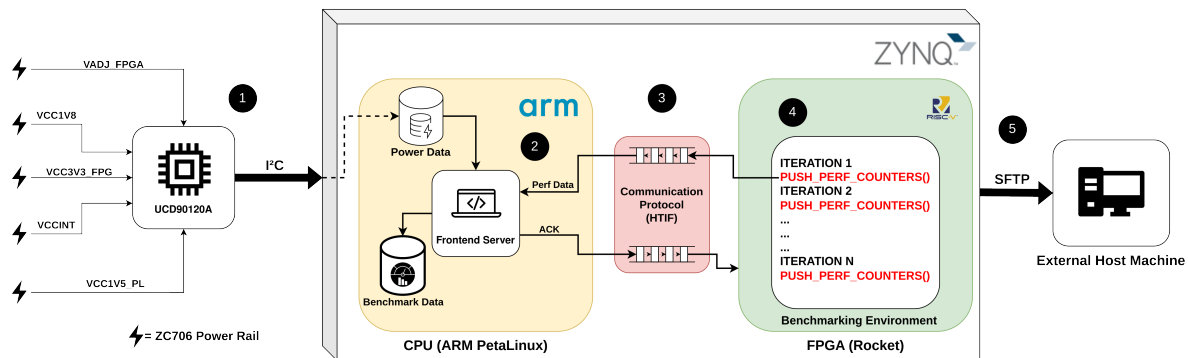 ZYNQ
VADJ_FPGA
VCC1V8
VCC3V3_FPG
VCCINT
VCC1V5_PL
UCD90120A
= ZC706 Power Rail
1
I²C
arm
Power Data
2
Frontend Server
Benchmark Data
CPU (ARM PetaLinux)
Perf Data
ACK
3
Communication
Protocol
(HTIF)
4
RISC-V
ITERATION 1
PUSH_PERF_COUNTERS()
ITERATION 2
PUSH_PERF_COUNTERS()
...
...
...
ITERATION N
PUSH_PERF_COUNTERS()
Benchmarking Environment
FPGA (Rocket)
5
SFTP
External Host Machine